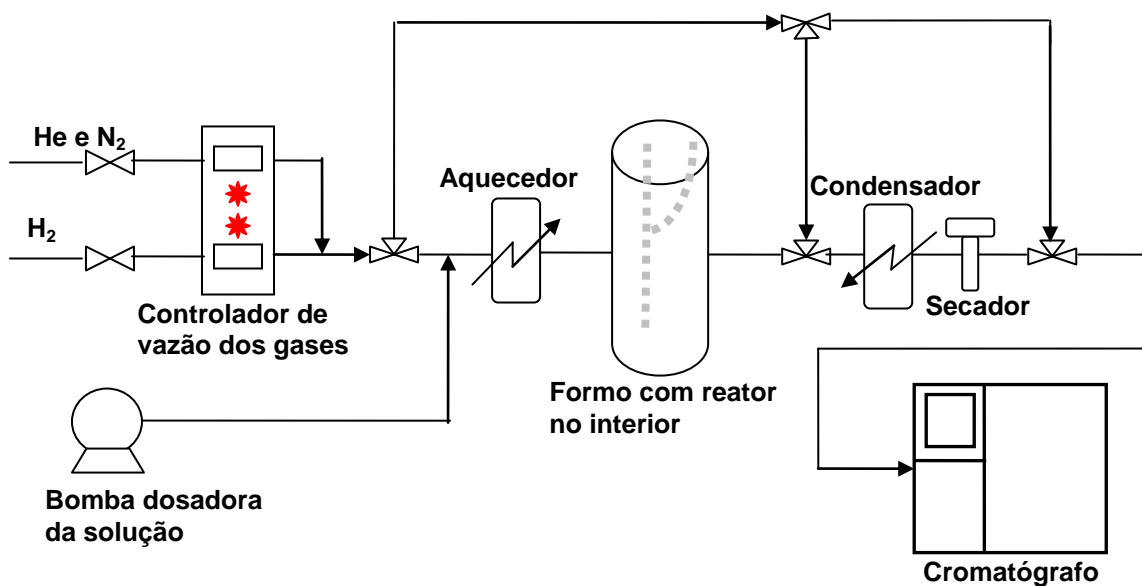 He e N₂
H₂
Controlador de
vazão dos gases
Aquecedor
Condensador
Secador
Formo com reator
no interior
Bomba dosadora
da solução
Cromatógrafo